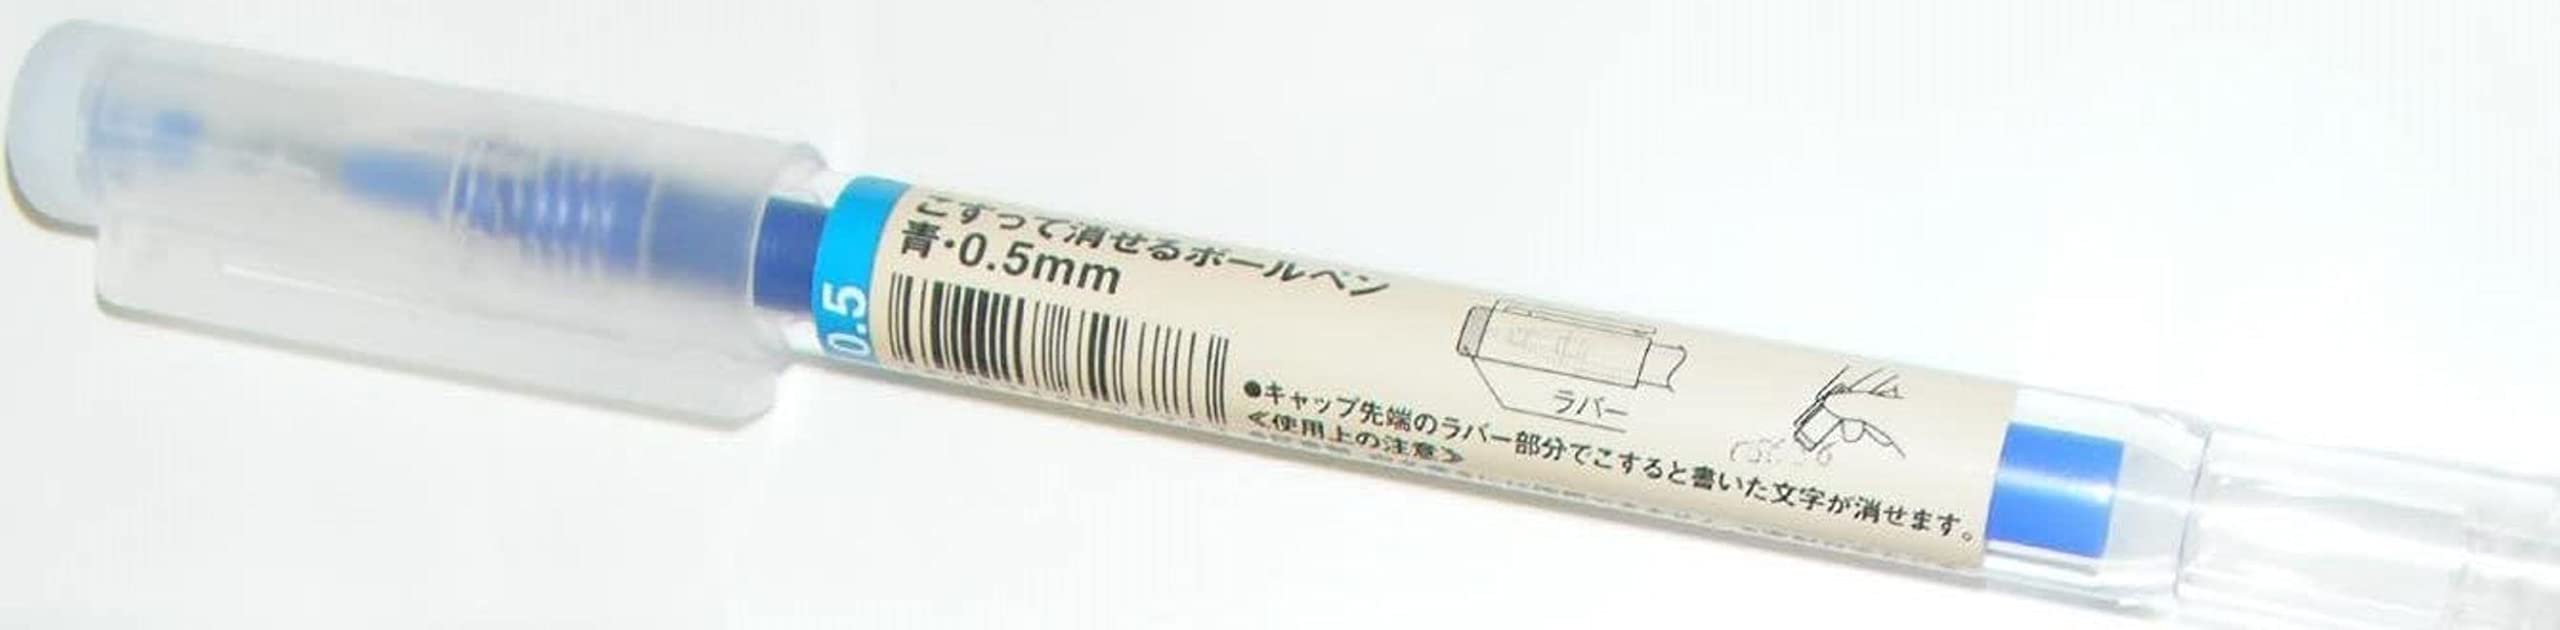 0.5
こすって消せるボールペン
青・0.5mm
ラバー
●キャップ先端のラバー部分でこすると書いた文字が消せます。
<使用上の注意>